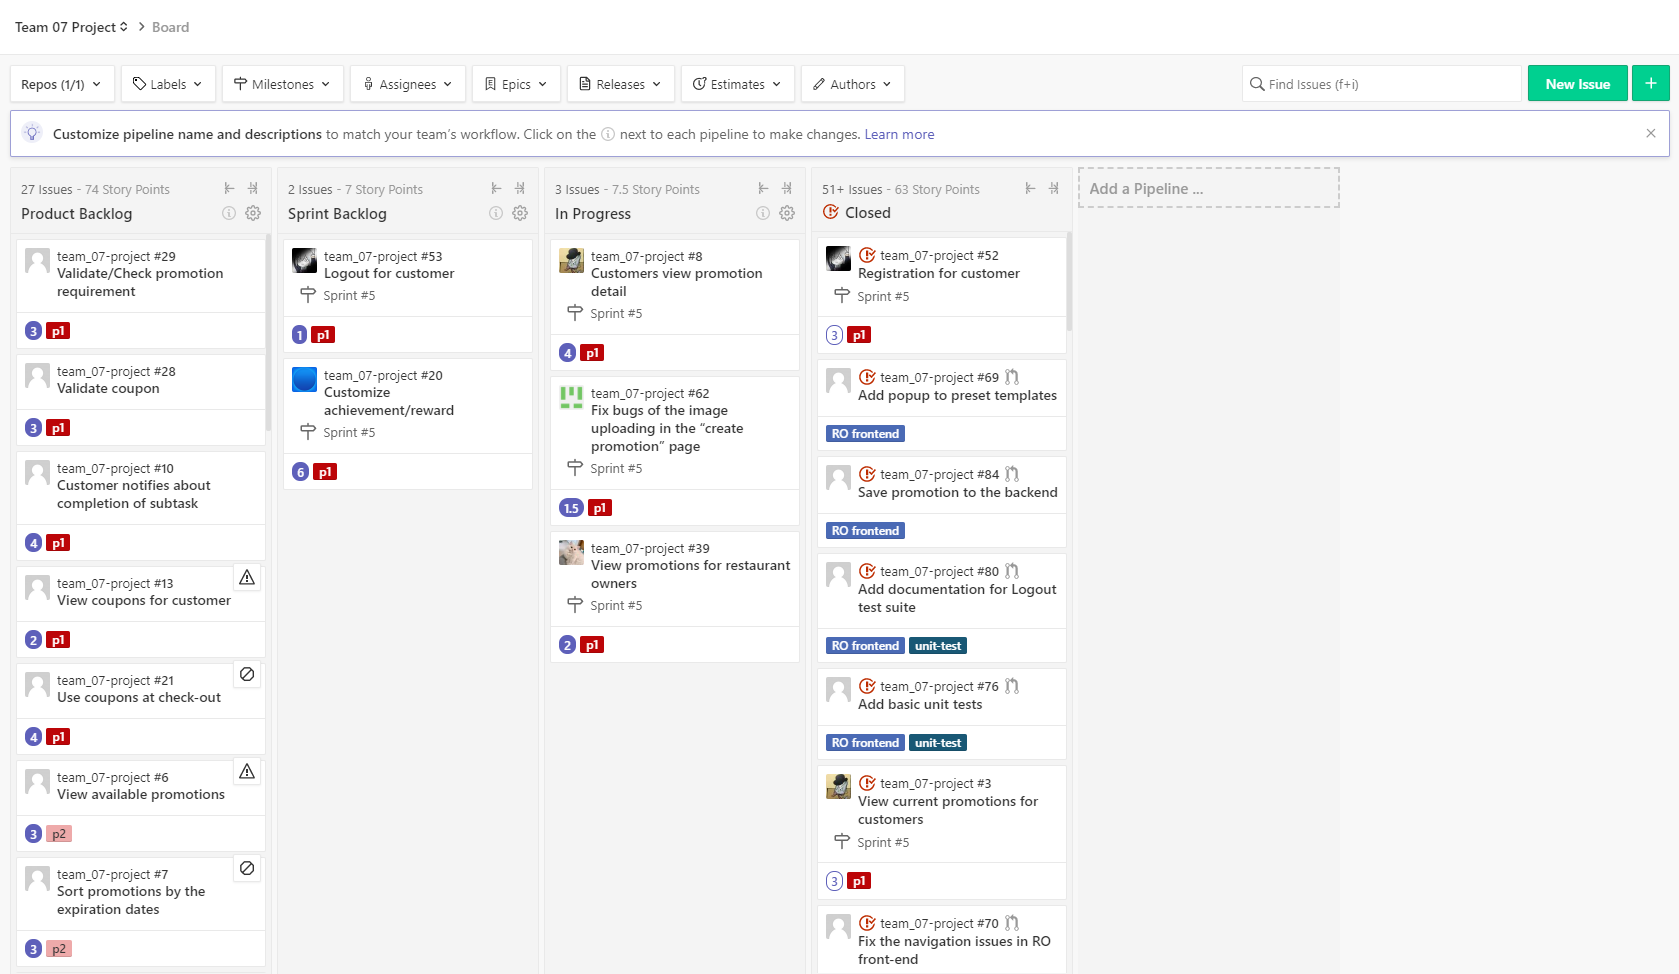 Team 07 Project > Board
Repos (1/1)
Labels
Milestones
Assignees
Epics
Releases
Estimates
Authors
Find Issues (f+i)
New Issue
+
Customize pipeline name and descriptions to match your team's workflow. Click on the ⓘ next to each pipeline to make changes. Learn more
27 Issues - 74 Story Points
Product Backlog
team_07-project #29
Validate/Check promotion
requirement
3 p1
team_07-project #28
Validate coupon
3 p1
team_07-project #10
Customer notifies about
completion of subtask
4 p1
team_07-project #13
View coupons for customer
2 p1
team_07-project #21
Use coupons at check-out
4 p1
team_07-project #6
View available promotions
3 p2
team_07-project #7
Sort promotions by the
expiration dates
3 p2
2 Issues - 7 Story Points
Sprint Backlog
team_07-project #53
Logout for customer
Sprint #5
1 p1
team_07-project #20
Customize
achievement/reward
Sprint #5
6 p1
3 Issues - 7.5 Story Points
In Progress
team_07-project #8
Customers view promotion
detail
Sprint #5
4 p1
team_07-project #62
Fix bugs of the image
uploading in the “create
promotion” page
Sprint #5
1.5 p1
team_07-project #39
View promotions for restaurant
owners
Sprint #5
2 p1
51+ Issues - 63 Story Points
Closed
team_07-project #52
Registration for customer
Sprint #5
3 p1
team_07-project #69
Add popup to preset templates
RO frontend
team_07-project #84
Save promotion to the backend
RO frontend
team_07-project #80
Add documentation for Logout
test suite
RO frontend unit-test
team_07-project #76
Add basic unit tests
RO frontend unit-test
team_07-project #3
View current promotions for
customers
Sprint #5
3 p1
team_07-project #70
Fix the navigation issues in RO
front-end
Add a Pipeline ...